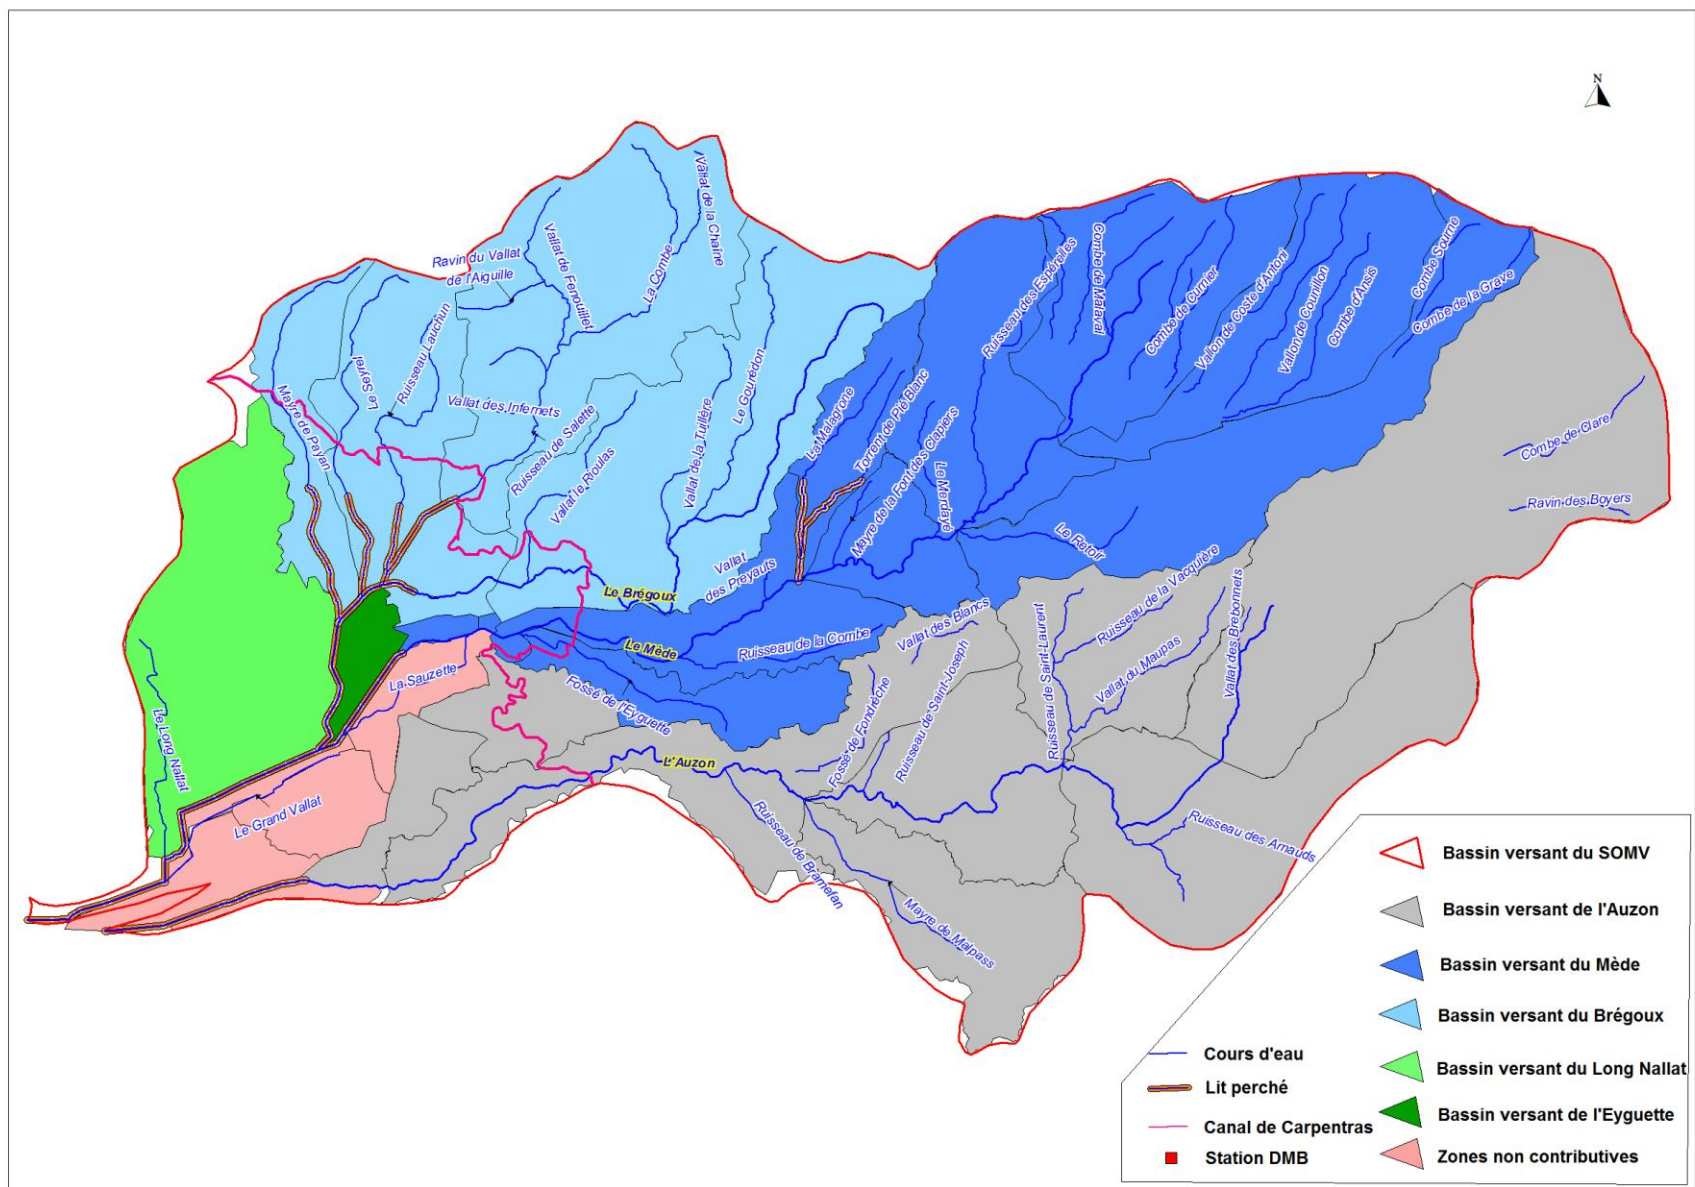 N
Vallat de la Chaîne
Ravin du Vallat
de l'Aiguille
Vallat de Fenouillet
La Combe
Ruisseau Lauchun
Le Seyrel
Mayre de Payan
Vallat des Infernets
Ruisseau de Salette
Vallat le Rioulas
Vallat de la Tuillère
Le Gourédon
La Malagrone
Torrent de Pié Blanc
Mayre de la Font des Clapiers
Le Mardaye
Ruisseau des Espérelles
Combe de Malaval
Combe de Curnier
Vallon de Coste d'Antoni
Vallon de Courillon
Combe d'Ansis
Combe Sourne
Combe de la Grave
Combe de Clare
Ravin des Boyers
Le Retoir
Vallat
des Preyauts
Le Brégoux
Le Mède
Ruisseau de la Combe
Vallat des Blancs
Ruisseau de Saint-Joseph
Ruisseau de Saint-Laurent
Ruisseau de la Vacquière
Vallat du Maupas
Vallat des Brebonnets
La Sauzette
Fossé de l'Eyguette
Fossé de Fondrèche
L'Auzon
Le Long Nallat
Le Grand Vallat
Ruisseau de Bramefan
Mayre de Malpass
Ruisseau des Arnauds
Bassin versant du SOMV
Bassin versant de l'Auzon
Bassin versant du Mède
Bassin versant du Brégoux
Bassin versant du Long Nallat
Bassin versant de l'Eyguette
Zones non contributives
Cours d'eau
Lit perché
Canal de Carpentras
Station DMB